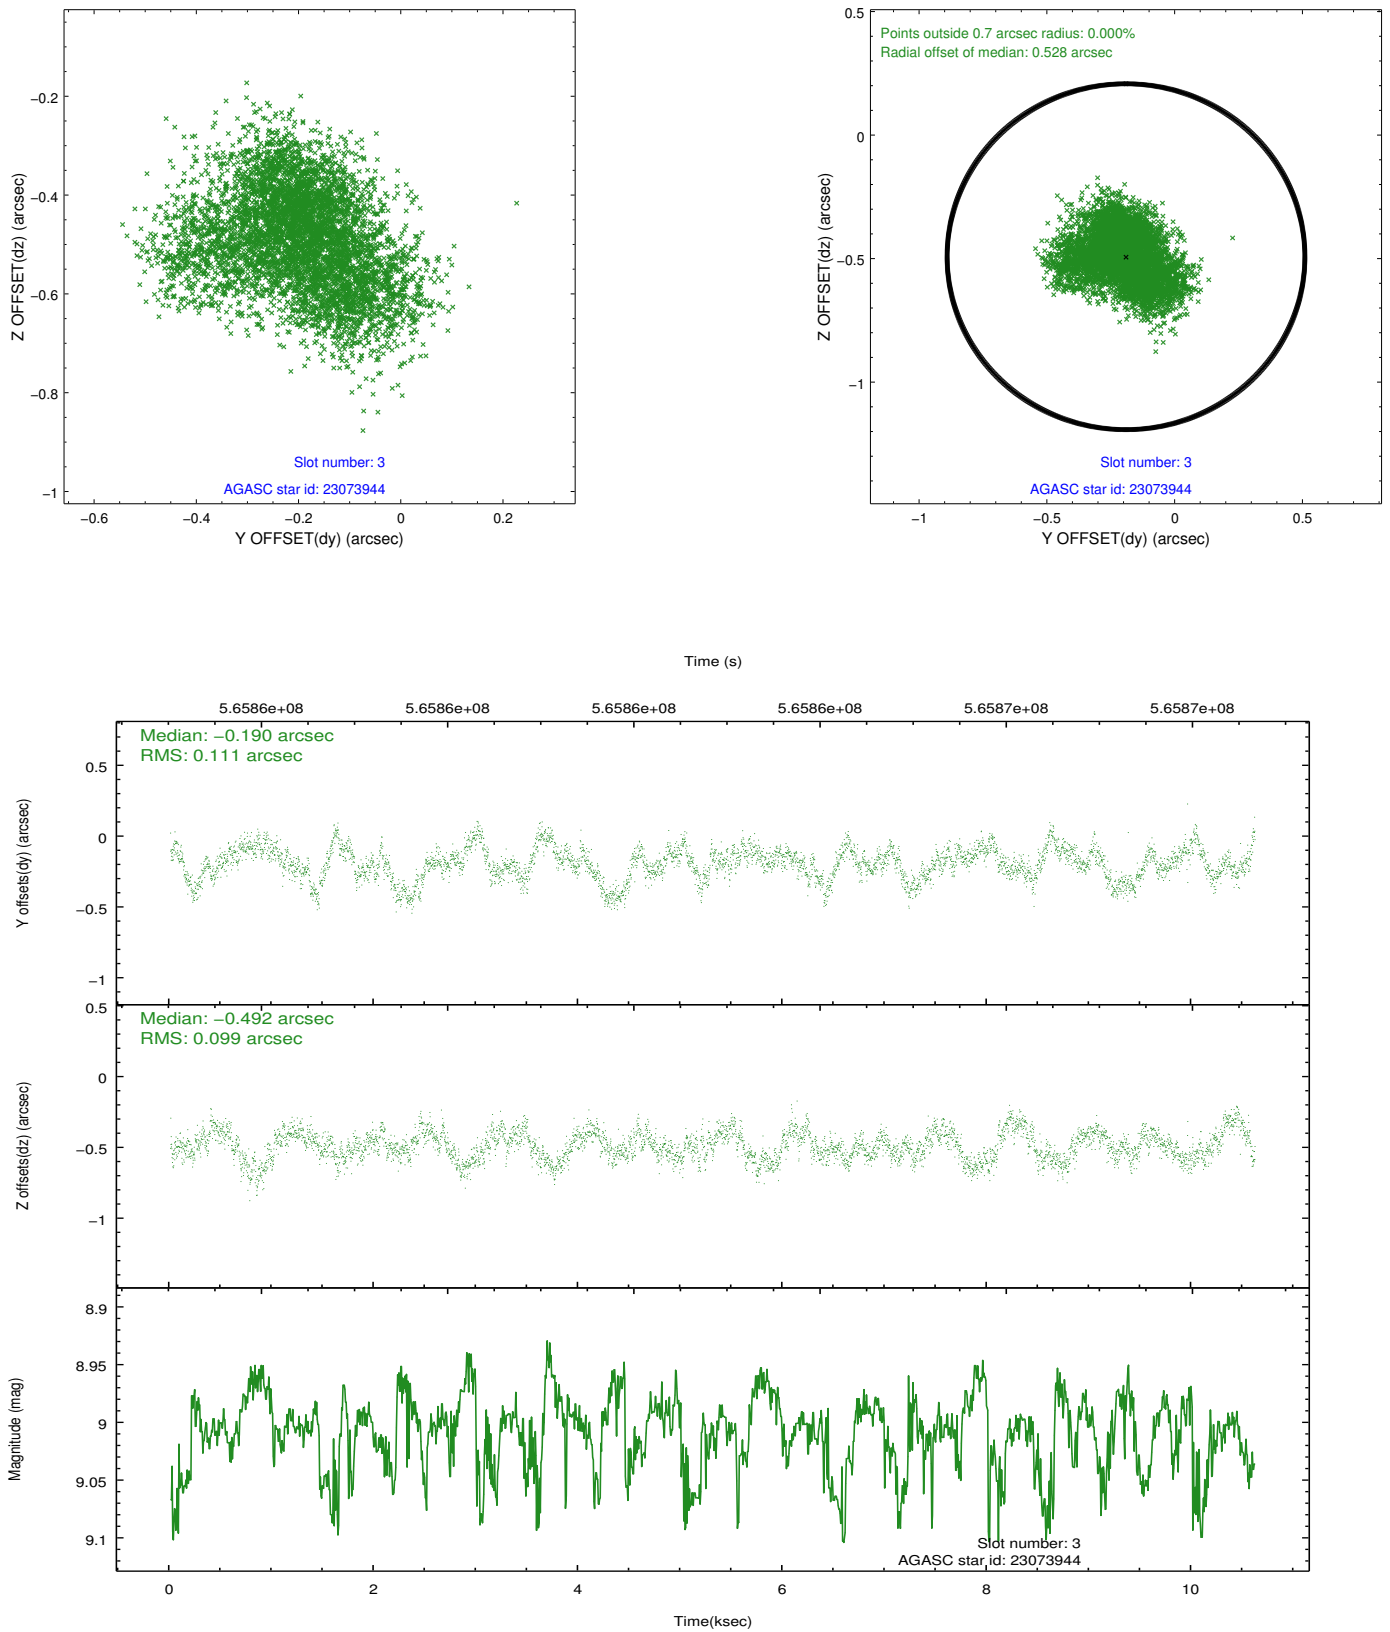 −0.2
−0.4
−0.6
−0.8
−1
−0.6
−0.4
−0.2
0
0.2
Z OFFSET(dz) (arcsec)
Y OFFSET(dy) (arcsec)
Slot number: 3
AGASC star id: 23073944
Points outside 0.7 arcsec radius: 0.000%
Radial offset of median: 0.528 arcsec
0.5
0
−0.5
−1
−1
−0.5
0
0.5
Z OFFSET(dz) (arcsec)
Y OFFSET(dy) (arcsec)
Slot number: 3
AGASC star id: 23073944
Time (s)
5.6586e+08
5.6586e+08
5.6586e+08
5.6586e+08
5.6587e+08
5.6587e+08
Median: −0.190 arcsec
RMS: 0.111 arcsec
0.5
0
−0.5
−1
Y offsets(dy) (arcsec)
Median: −0.492 arcsec
RMS: 0.099 arcsec
0.5
0
−0.5
−1
Z offsets(dz) (arcsec)
8.9
8.95
9
9.05
9.1
Magnitude (mag)
Slot number: 3
AGASC star id: 23073944
0
2
4
6
8
10
Time(ksec)